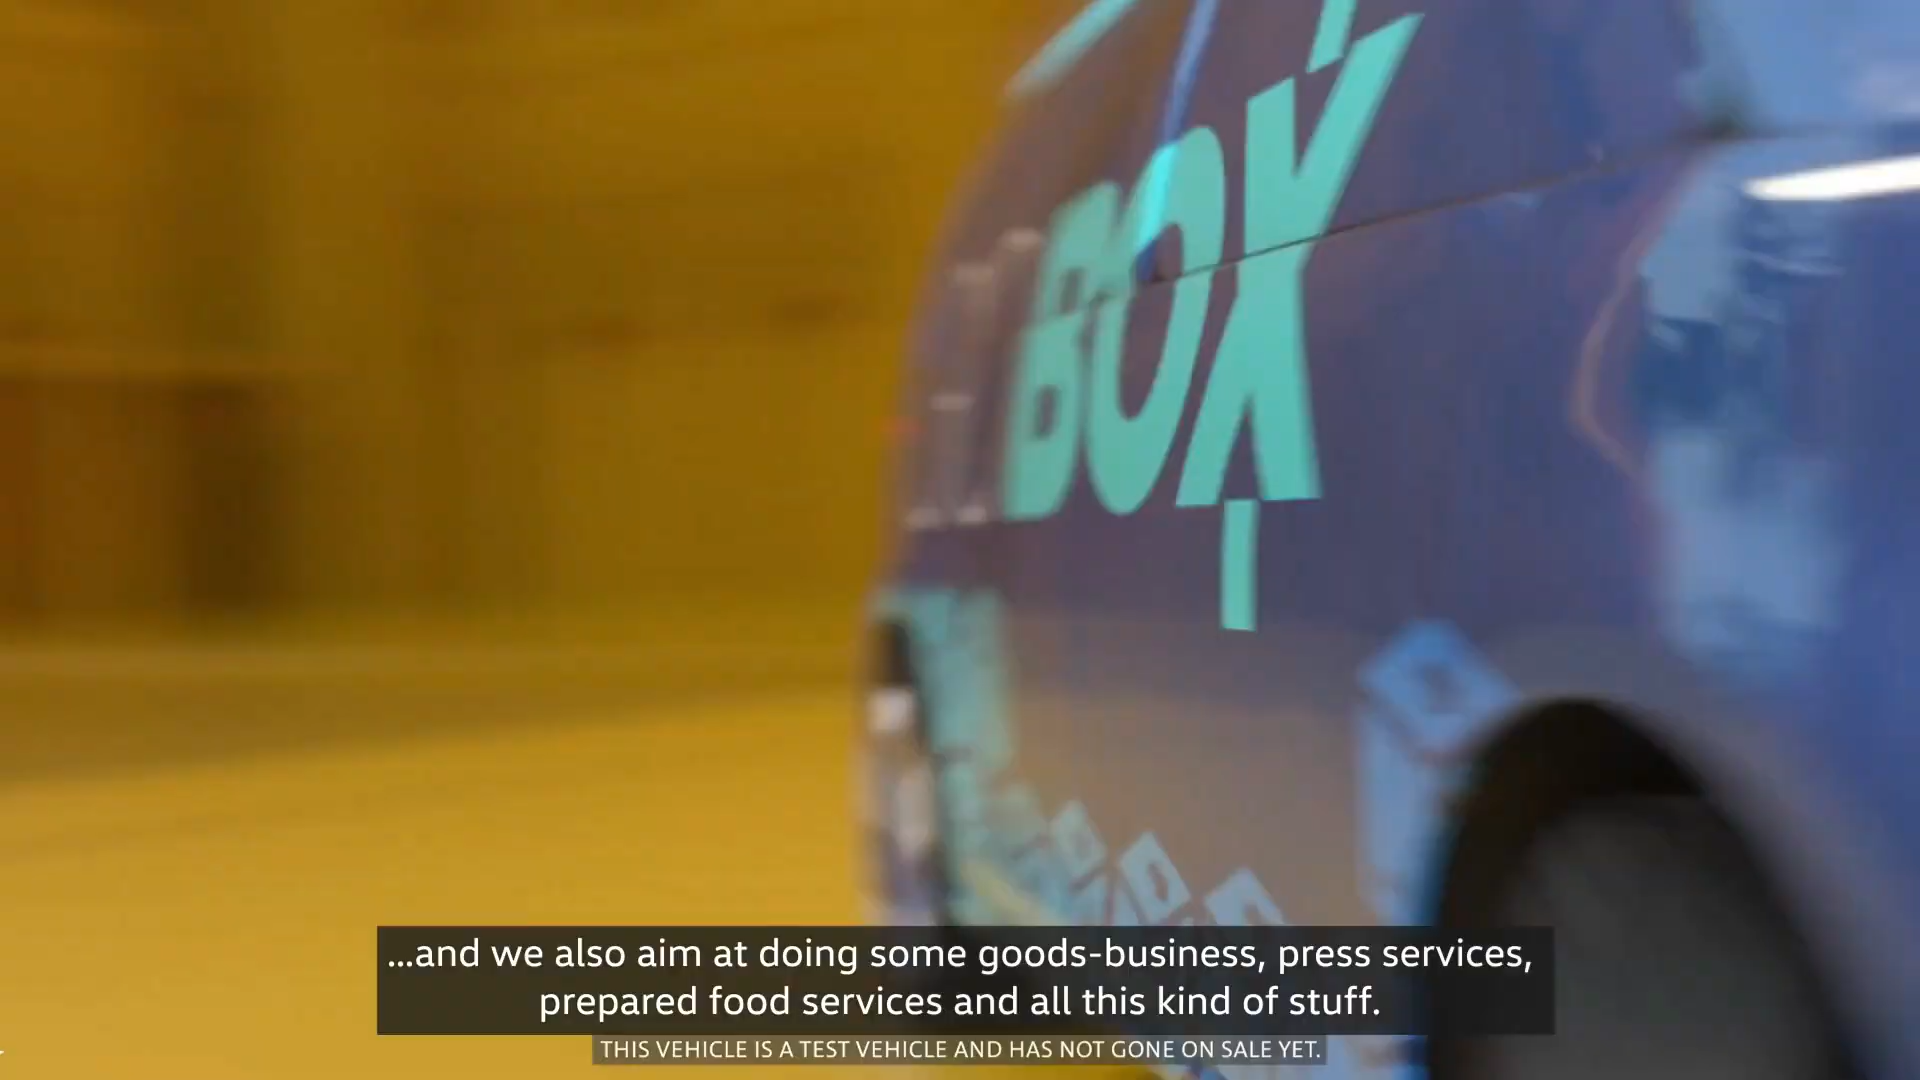 BOX
...and we also aim at doing some goods-business, press services,
prepared food services and all this kind of stuff.
THIS VEHICLE IS A TEST VEHICLE AND HAS NOT GONE ON SALE YET.